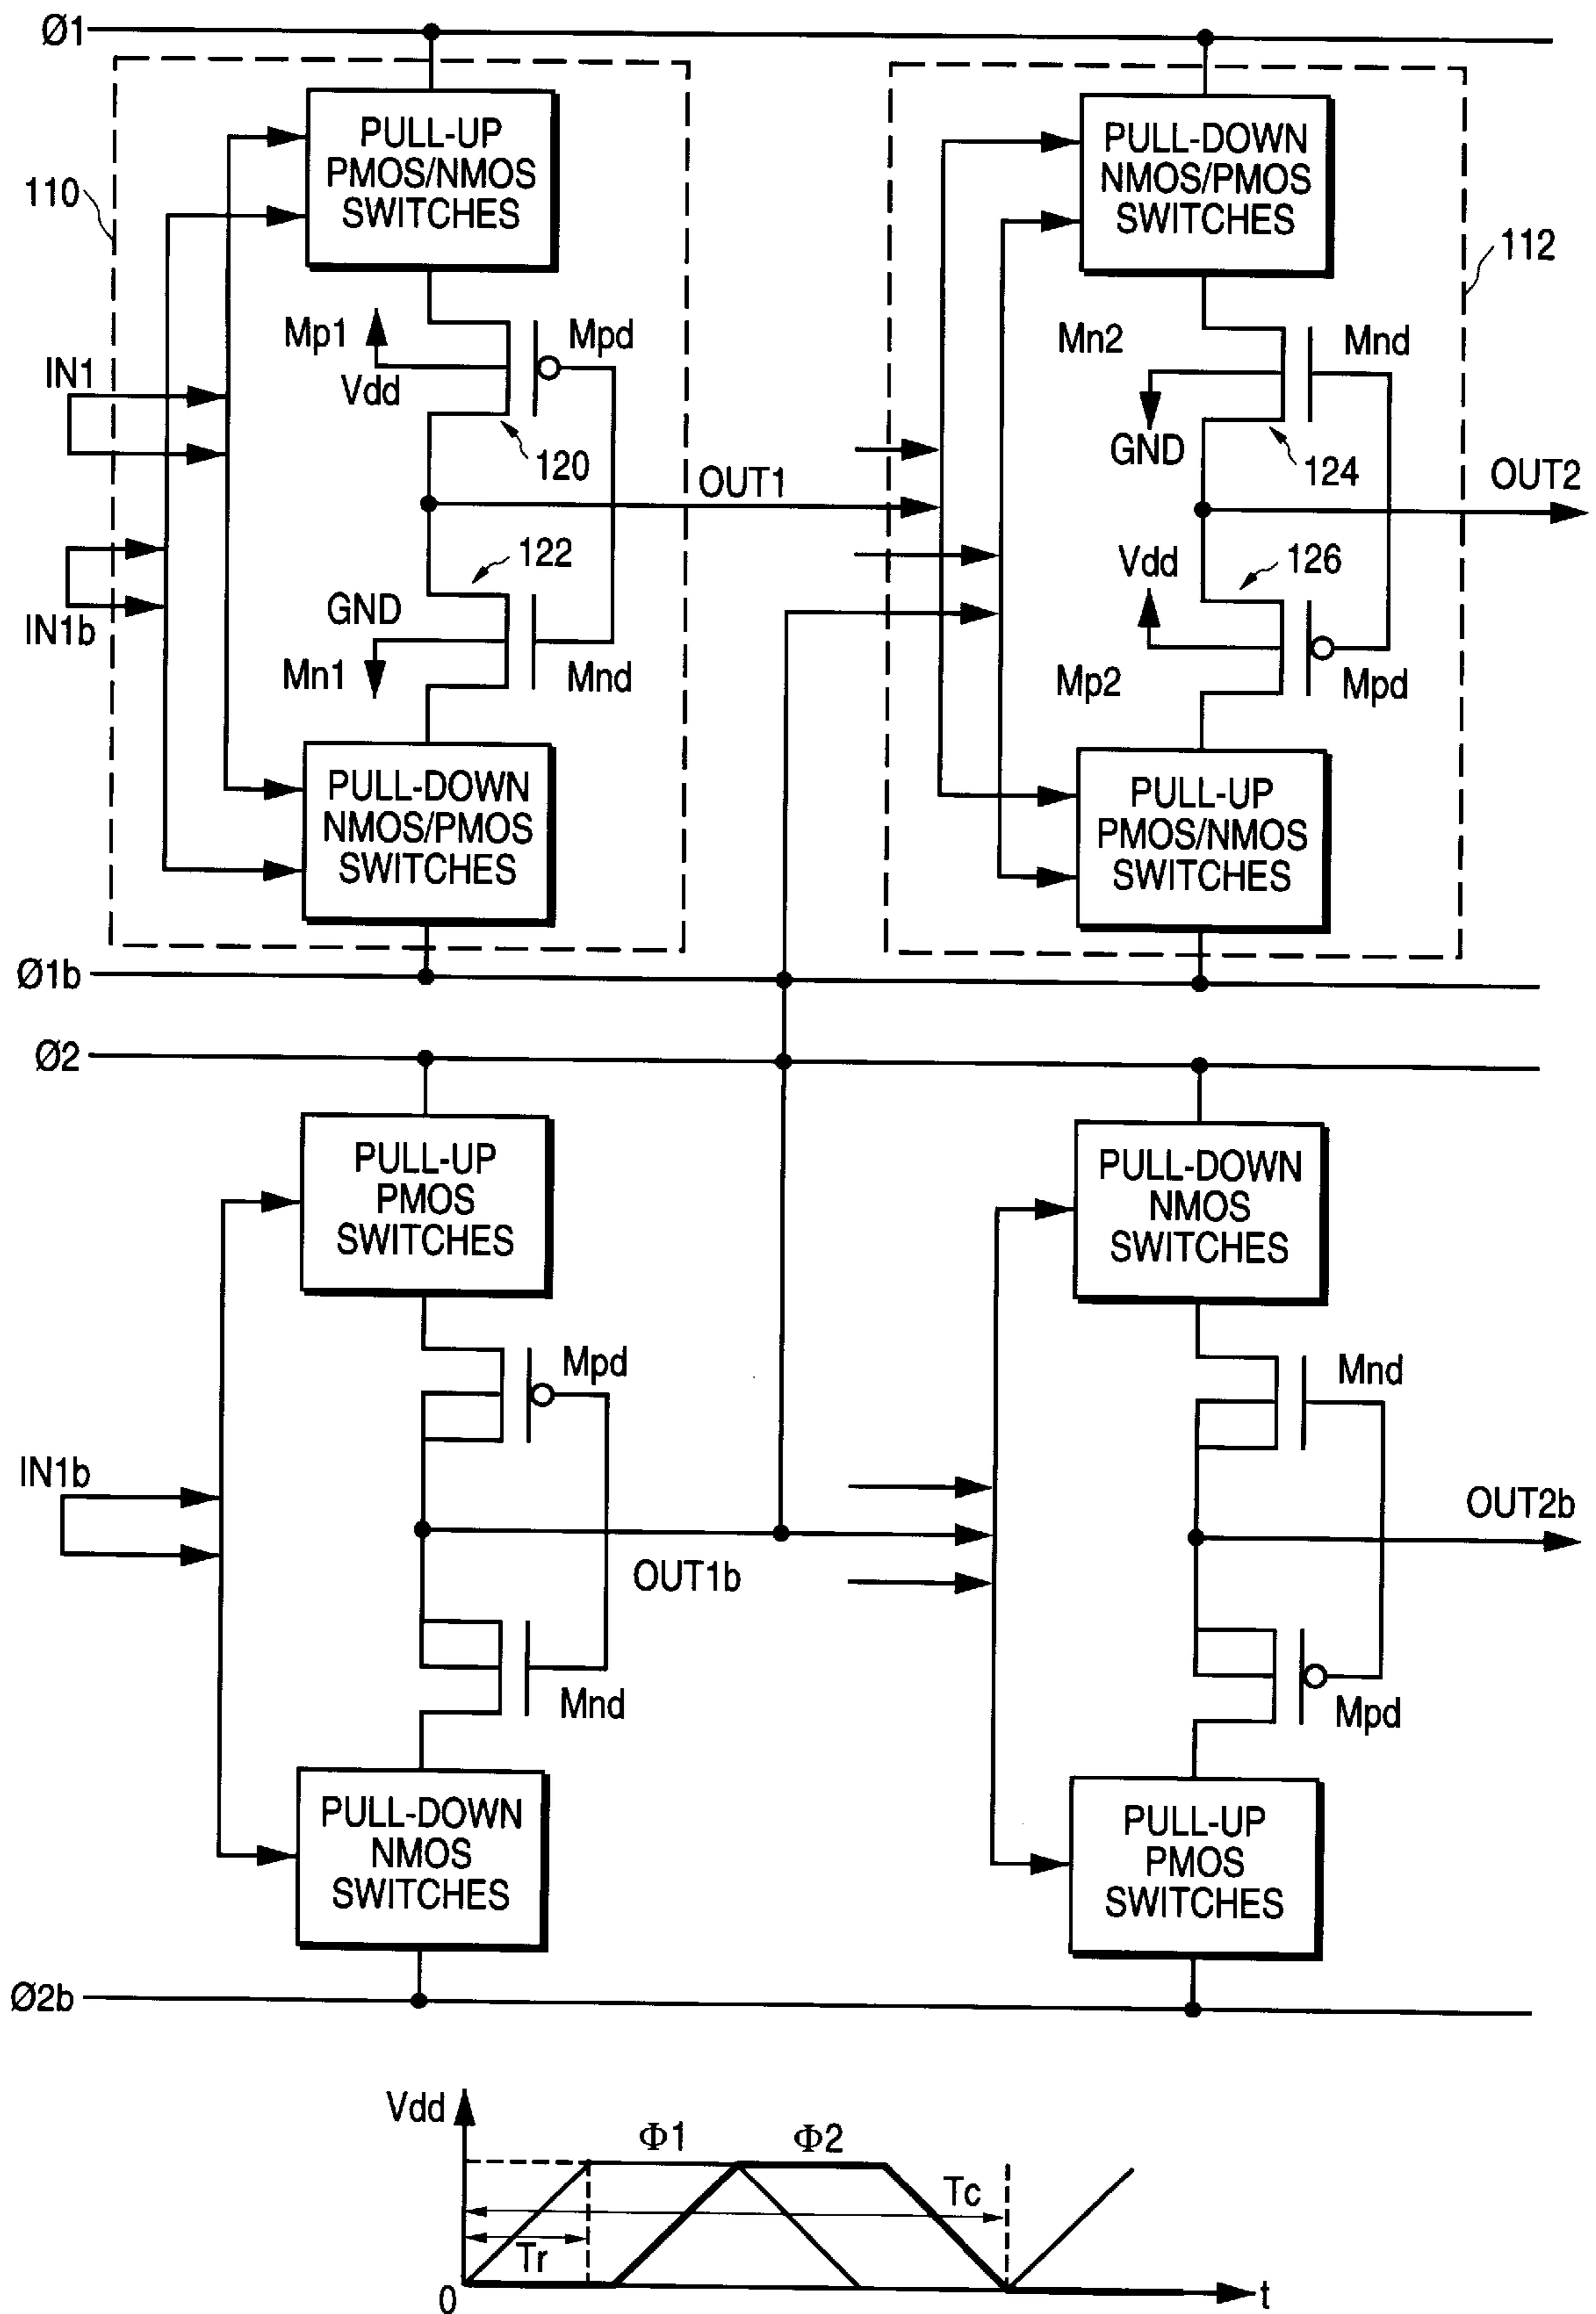 Ø1
PULL-UP
PMOS/NMOS
SWITCHES
PULL-DOWN
NMOS/PMOS
SWITCHES
110
112
Mp1
Mpd
Vdd
Mn2
Mnd
GND
IN1
120
124
OUT1
OUT2
122
126
Vdd
GND
IN1b
Mn1
Mnd
Mp2
Mpd
PULL-DOWN
NMOS/PMOS
SWITCHES
PULL-UP
PMOS/NMOS
SWITCHES
Ø1b
Ø2
PULL-UP
PMOS
SWITCHES
PULL-DOWN
NMOS
SWITCHES
Mpd
Mnd
IN1b
OUT1b
OUT2b
Mnd
Mpd
PULL-DOWN
NMOS
SWITCHES
PULL-UP
PMOS
SWITCHES
Ø2b
Vdd
Φ1
Φ2
Tc
Tr
0
t